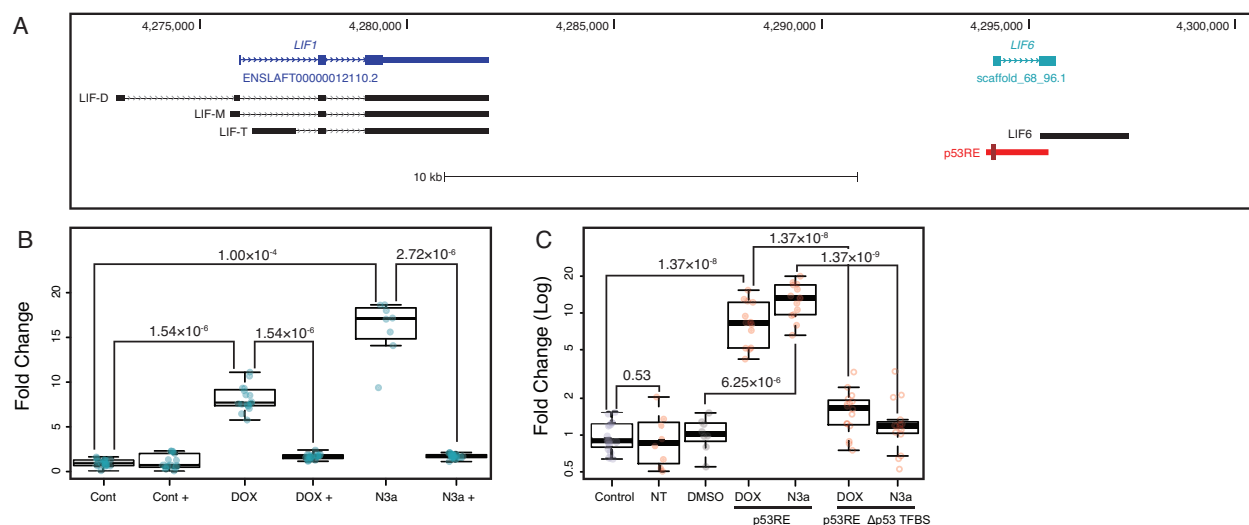 A
4,275,000 4,280,000 4,285,000 4,290,000 4,295,000 4,300,000
LIF1 LIF6
ENSLAFT00000012110.2 scaffold_68_96.1
LIF-D
LIF-M
LIF-T
LIF6
p53RE
10 kb
B
Fold Change
20
15
10
5
0
1.00×10-4
2.72×10-6
1.54×10-6
1.54×10-6
Cont Cont + DOX DOX + N3a N3a +
C
Fold Change (Log)
20
10
5
2
1
0.5
1.37×10-8
1.37×10-8
1.37×10-9
0.53
6.25×10-6
Control NT DMSO DOX N3a DOX N3a
p53RE p53RE Δp53 TFBS